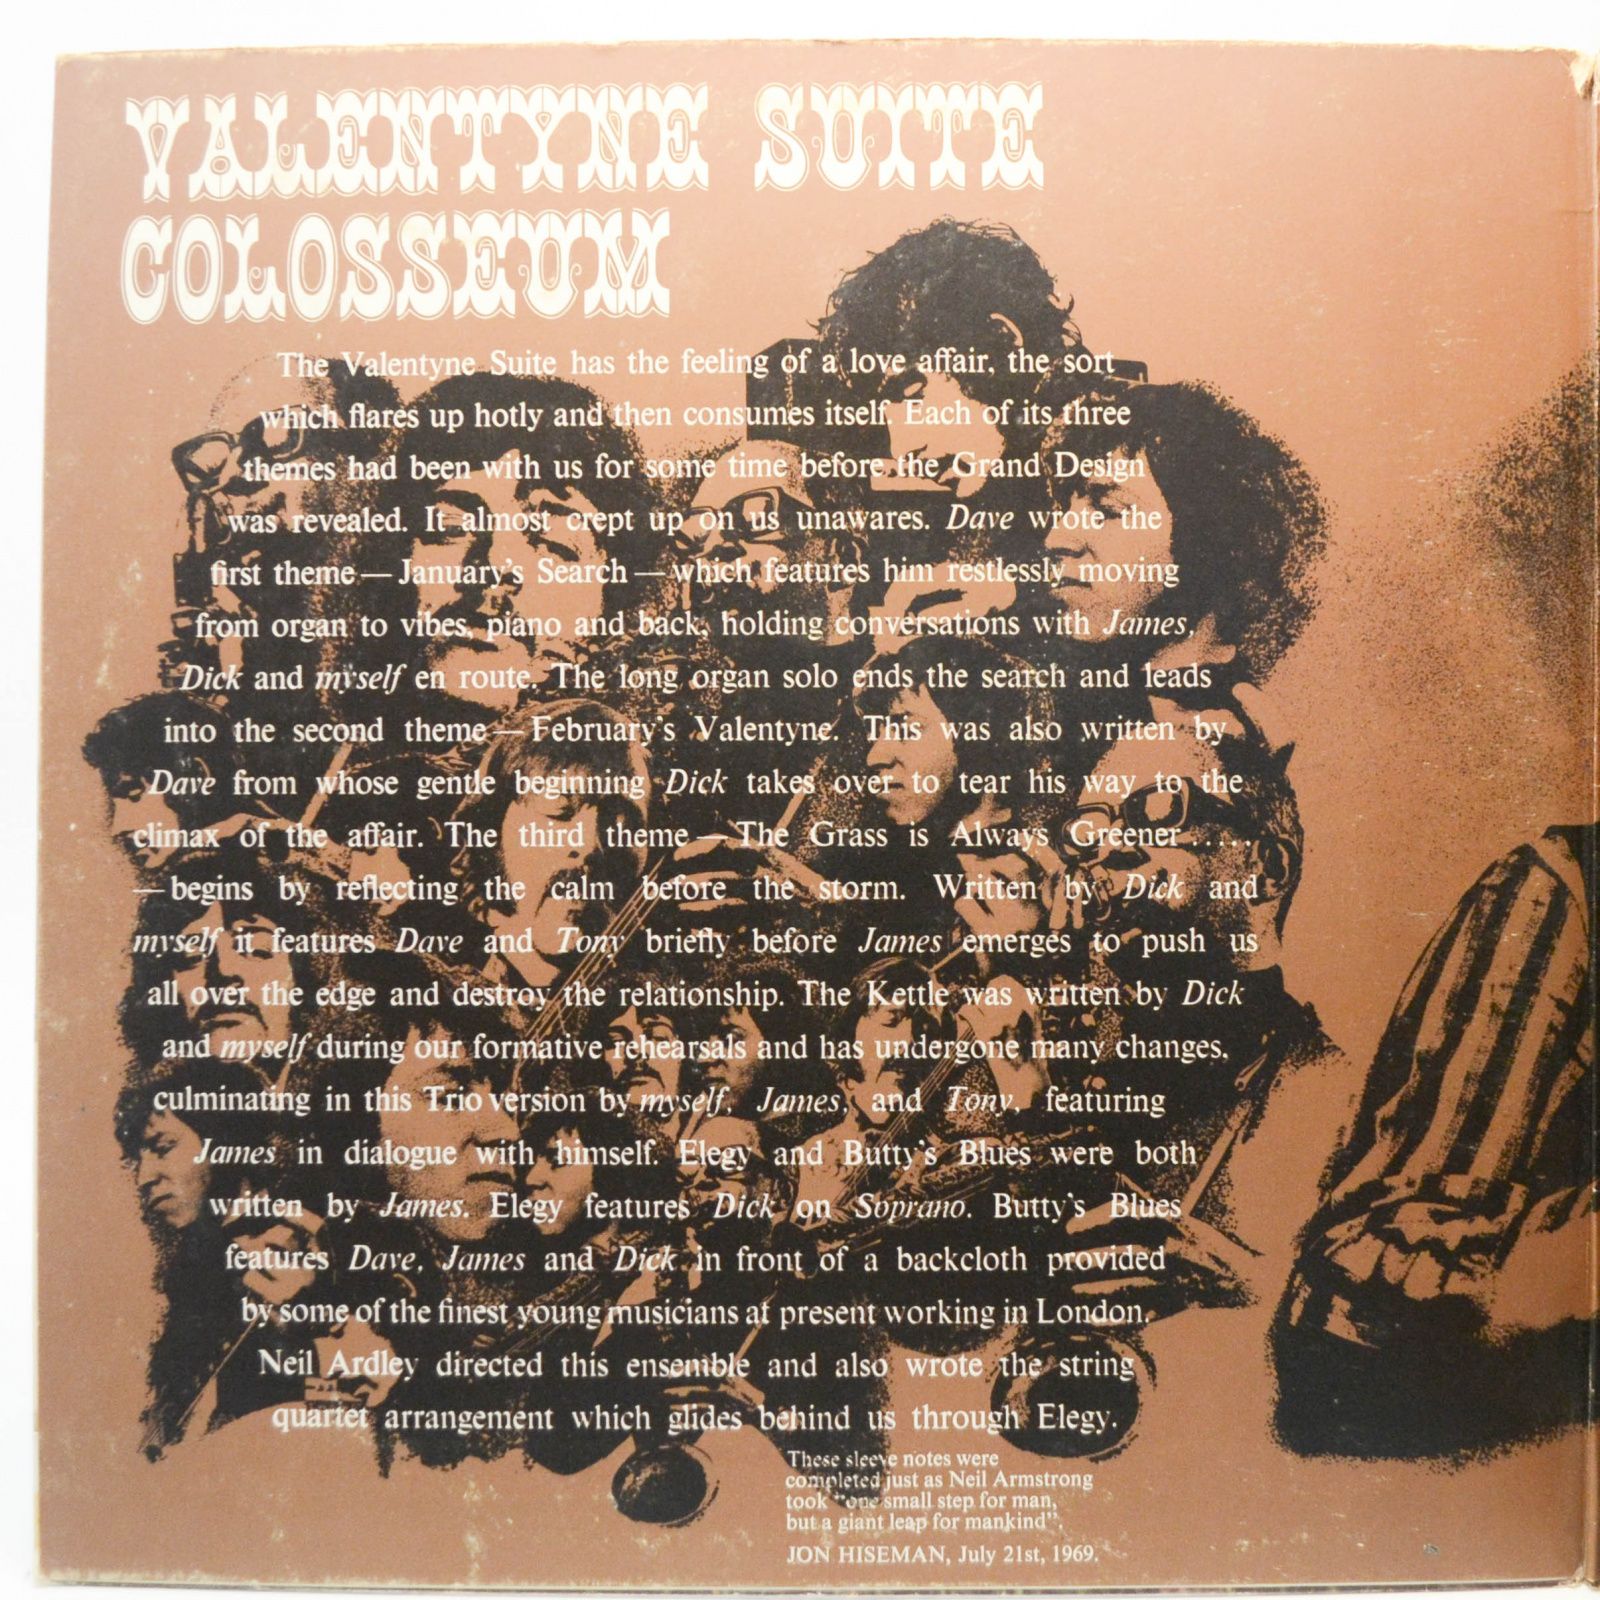 VALENTYNE SUITE
COLOSSEUM
The Valentyne Suite has the feeling of a love affair, the sort
which flares up hotly and then consumes itself. Each of its three
themes had been with us for some time before the Grand Design
was revealed. It almost crept up on us unawares. Dave wrote the
first theme — January's Search — which features him restlessly moving
from organ to vibes, piano and back, holding conversations with James,
Dick and myself en route. The long organ solo ends the search and leads
into the second theme — February's Valentyne. This was also written by
Dave from whose gentle beginning Dick takes over to tear his way to the
climax of the affair. The third theme — The Grass is Always Greener.....
— begins by reflecting the calm before the storm. Written by Dick and
myself it features Dave and Tony briefly before James emerges to push us
all over the edge and destroy the relationship. The Kettle was written by Dick
and myself during our formative rehearsals and has undergone many changes,
culminating in this Trio version by myself, James, and Tony, featuring
James in dialogue with himself. Elegy and Butty's Blues were both
written by James. Elegy features Dick on Soprano. Butty's Blues
features Dave, James and Dick in front of a backcloth provided
by some of the finest young musicians at present working in London.
Neil Ardley directed this ensemble and also wrote the string
quartet arrangement which glides behind us through Elegy.
These sleeve notes were
completed just as Neil Armstrong
took "one small step for man,
but a giant leap for mankind".
JON HISEMAN, July 21st, 1969.